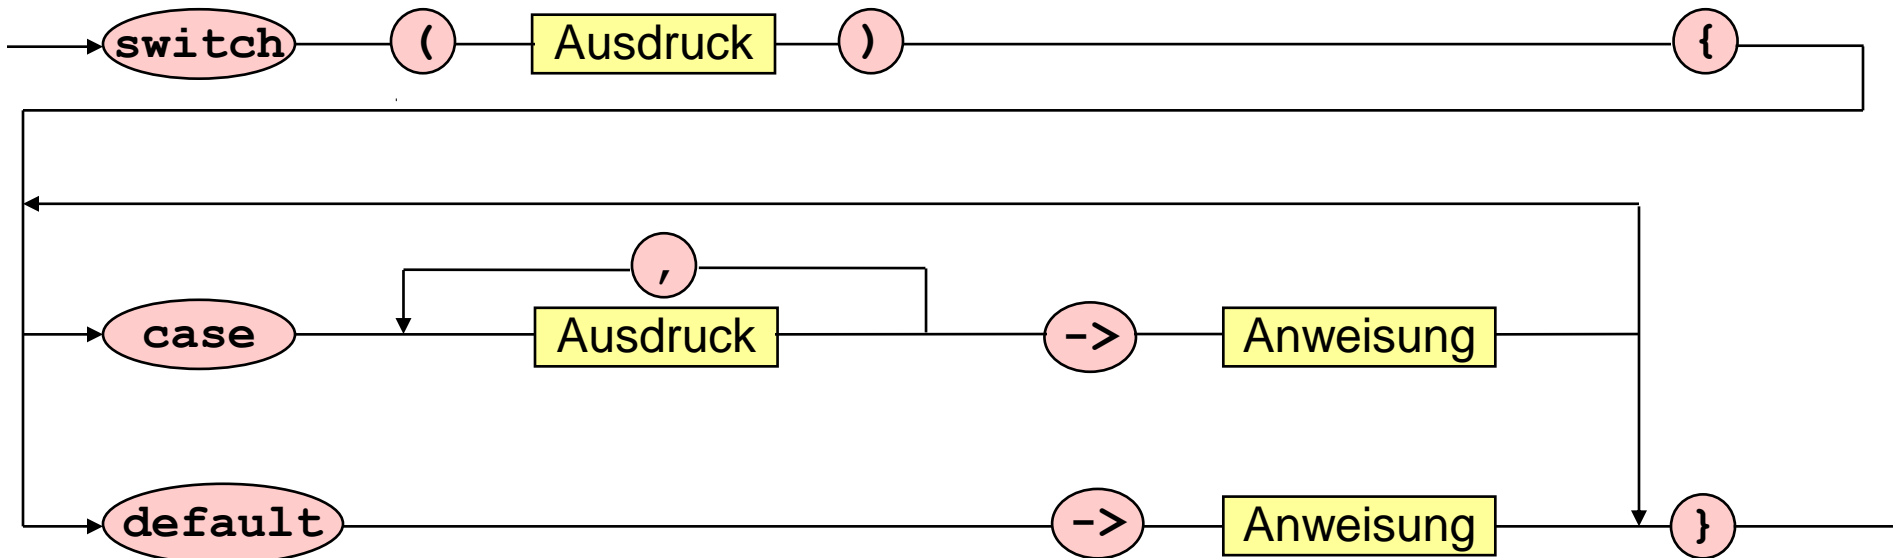 switch ( Ausdruck ) {
,
case Ausdruck -> Anweisung
default -> Anweisung }